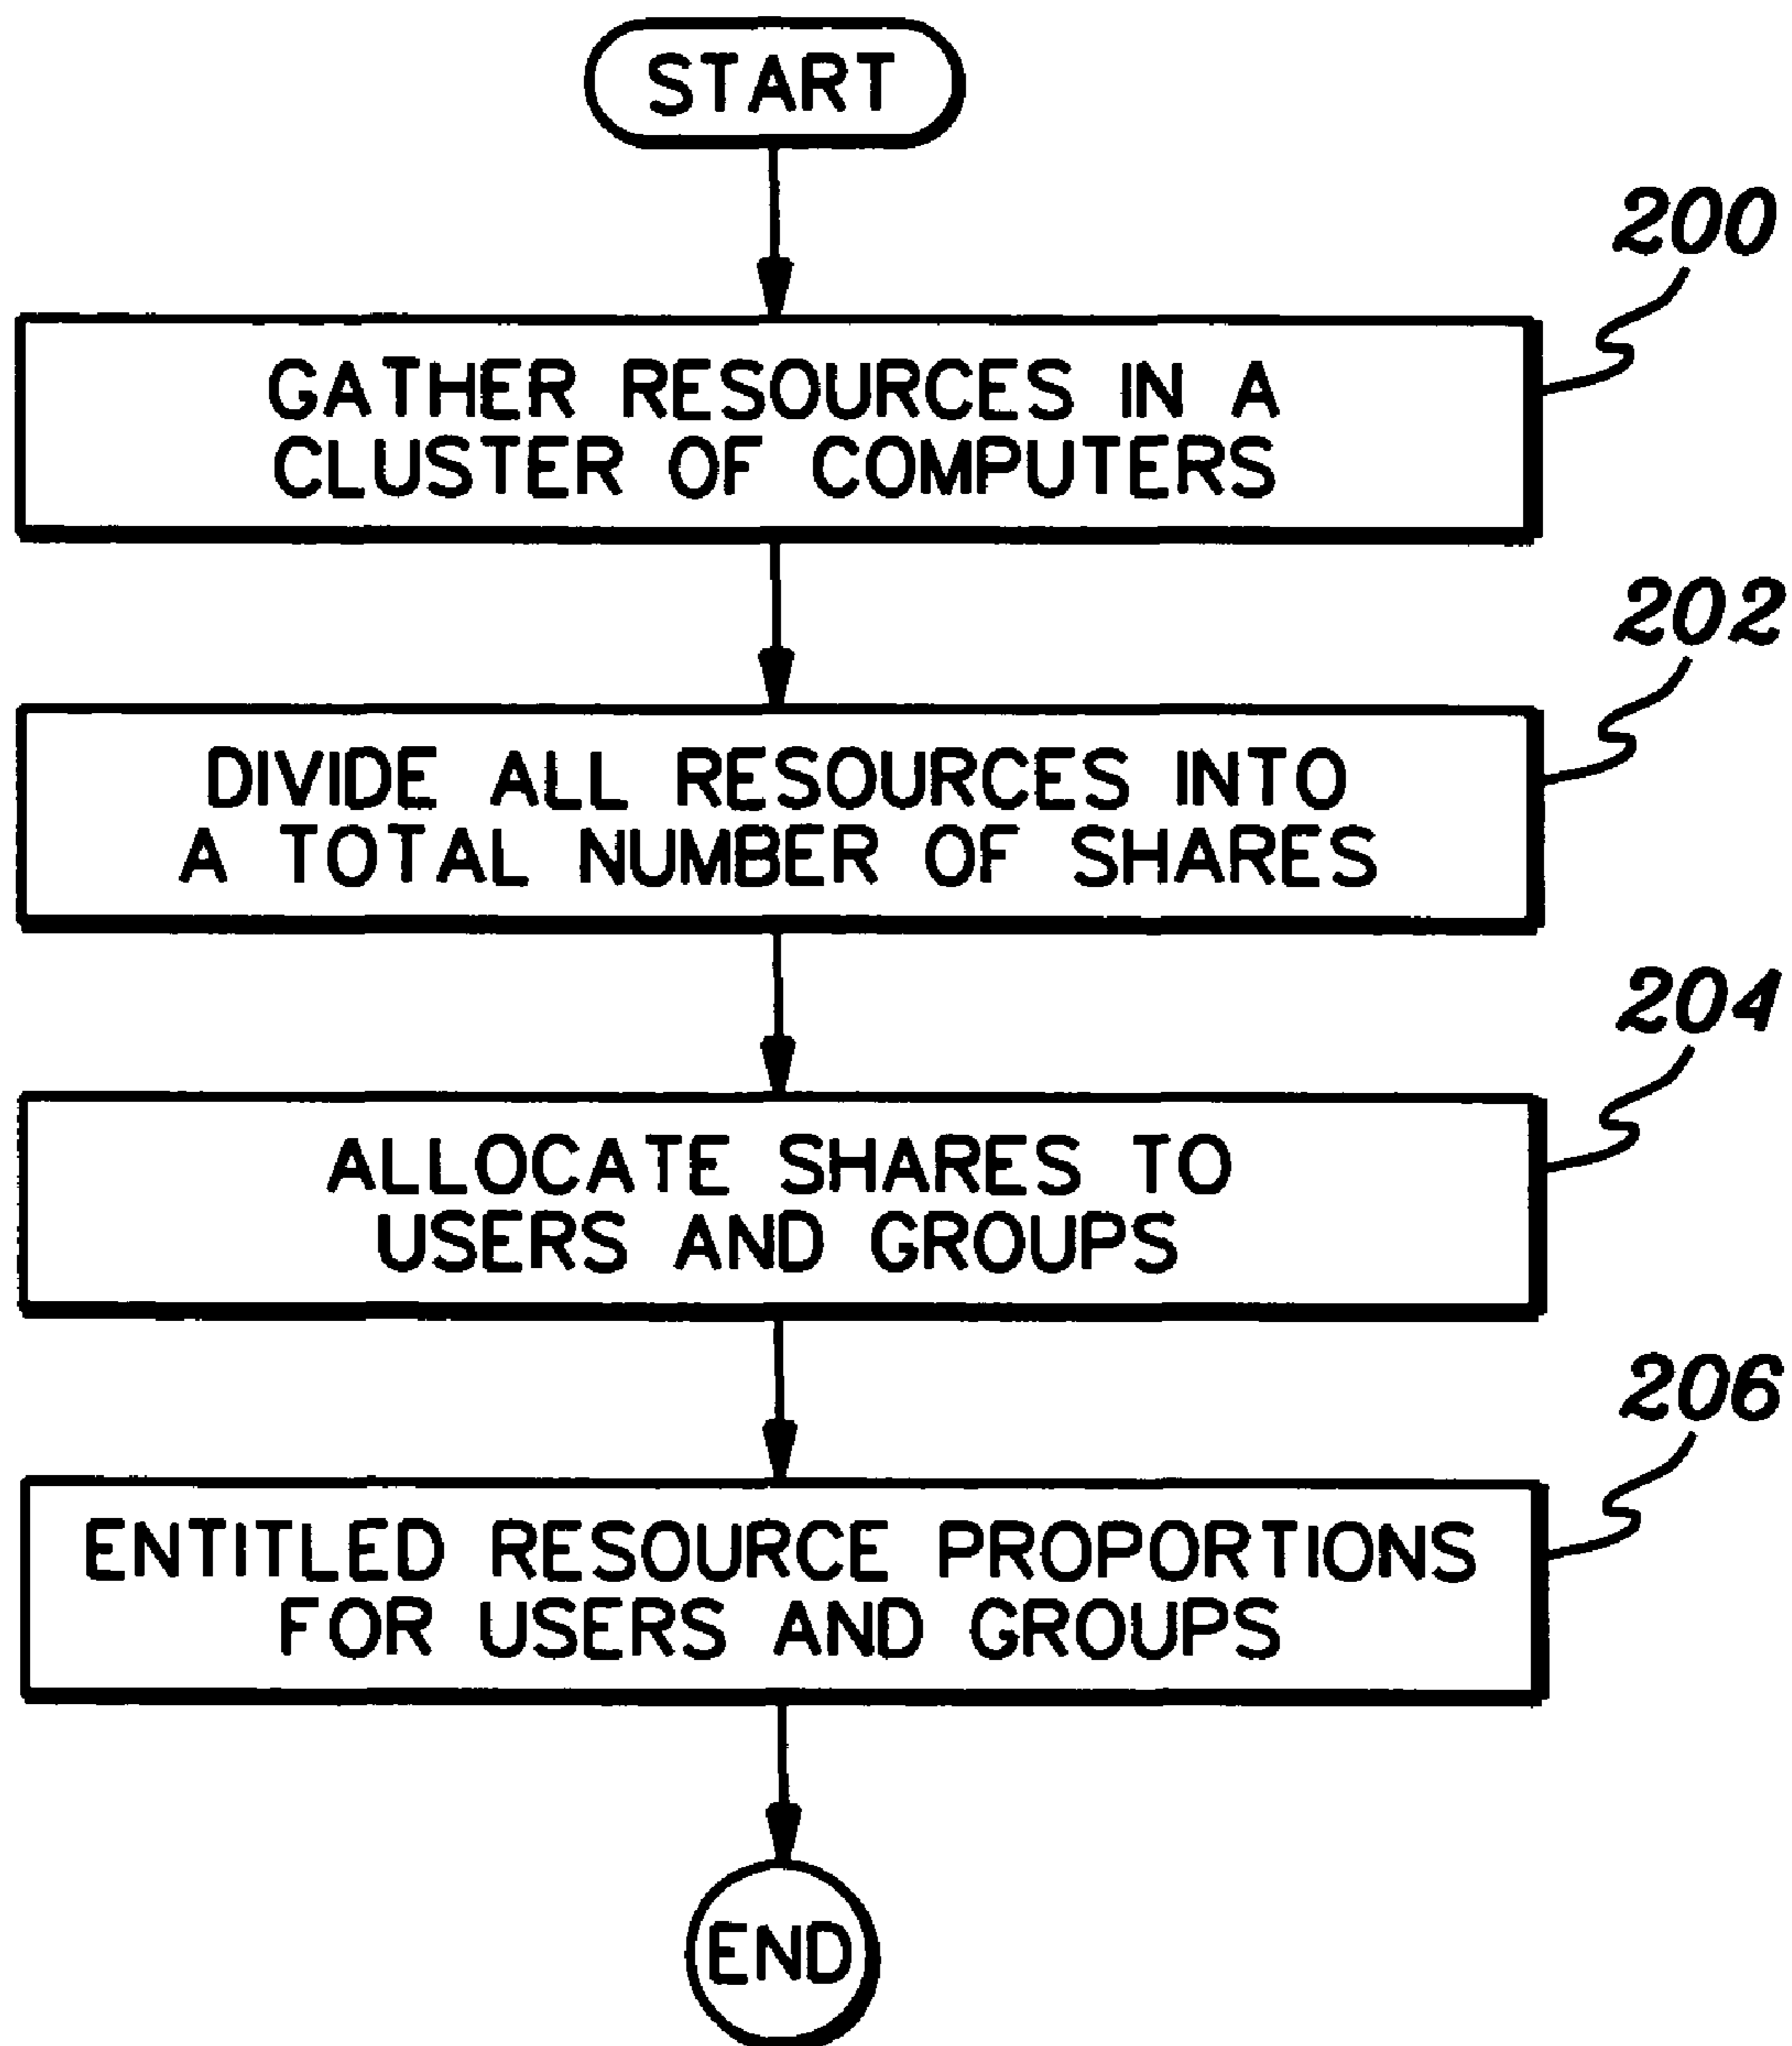 START
200
GATHER RESOURCES IN A
CLUSTER OF COMPUTERS
202
DIVIDE ALL RESOURCES INTO
A TOTAL NUMBER OF SHARES
204
ALLOCATE SHARES TO
USERS AND GROUPS
206
ENTITLED RESOURCE PROPORTIONS
FOR USERS AND GROUPS
END